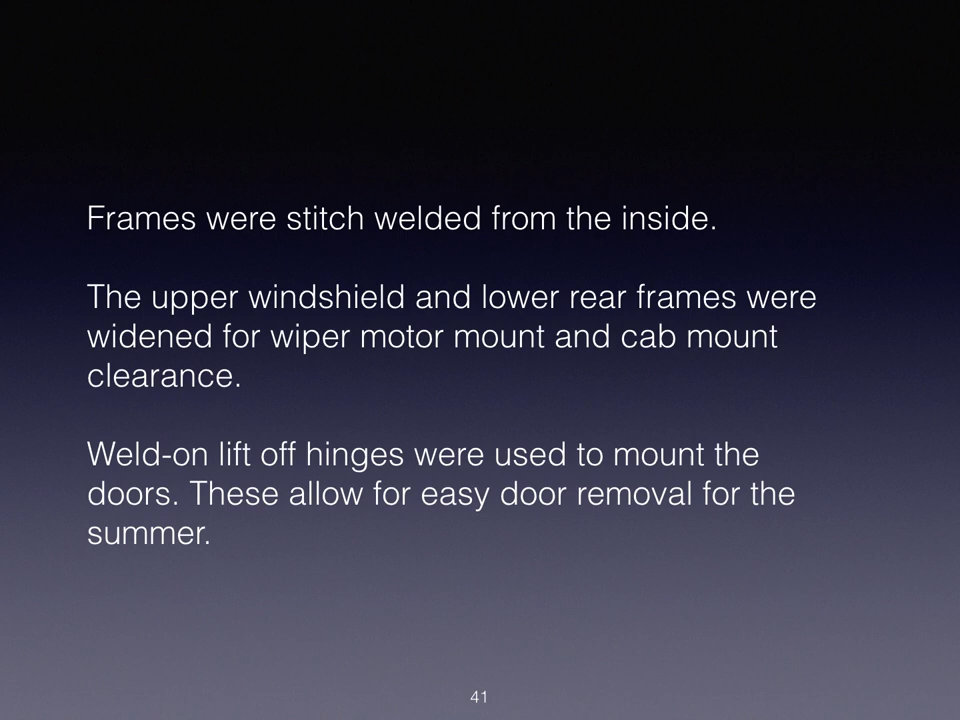 Frames were stitch welded from the inside.
The upper windshield and lower rear frames were
widened for wiper motor mount and cab mount
clearance.
Weld-on lift off hinges were used to mount the
doors. These allow for easy door removal for the
summer.
41